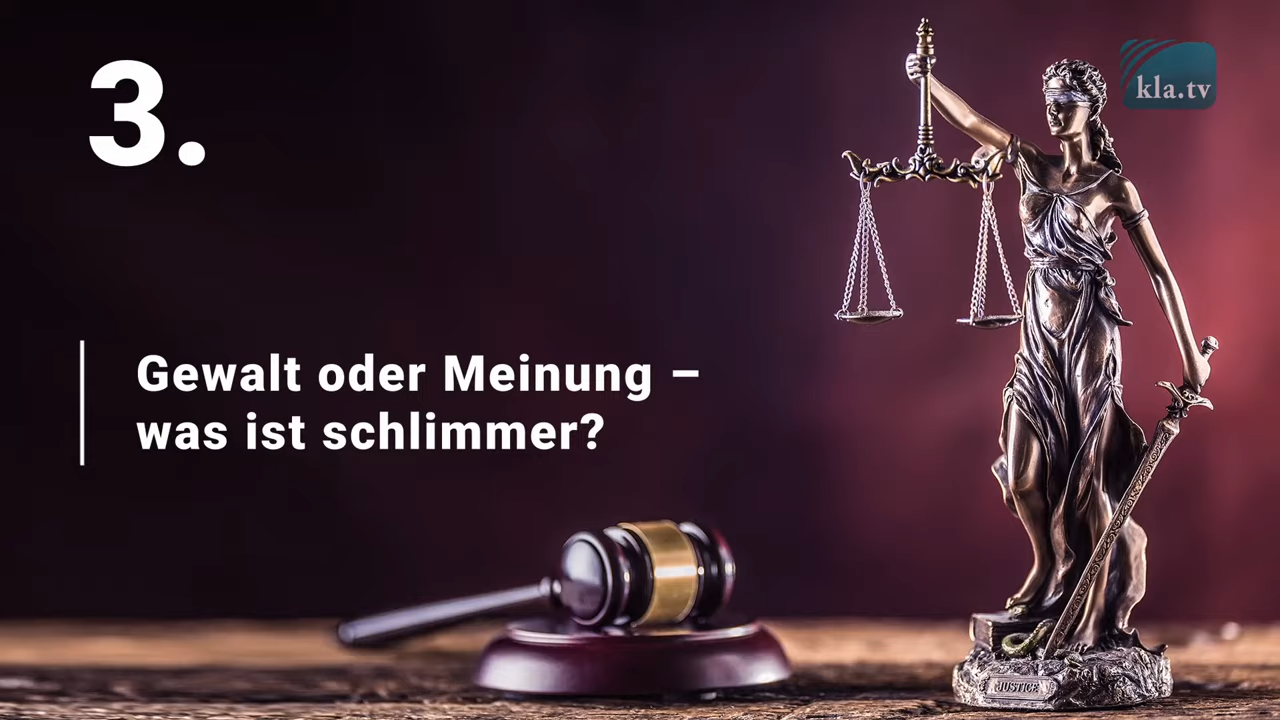 3.
kla.tv
Gewalt oder Meinung –
was ist schlimmer?
JUSTICE